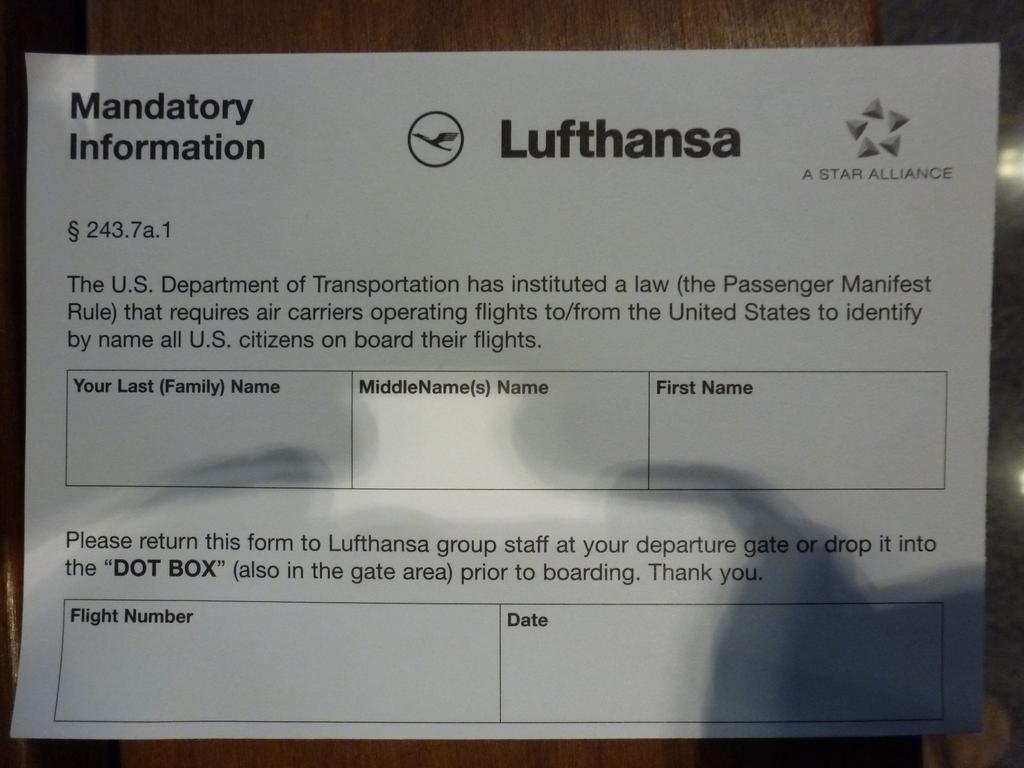 Mandatory
Information
Lufthansa
A STAR ALLIANCE
§ 243.7a.1
The U.S. Department of Transportation has instituted a law (the Passenger Manifest
Rule) that requires air carriers operating flights to/from the United States to identify
by name all U.S. citizens on board their flights.
Your Last (Family) Name
MiddleName(s) Name
First Name
Please return this form to Lufthansa group staff at your departure gate or drop it into
the “DOT BOX” (also in the gate area) prior to boarding. Thank you.
Flight Number
Date